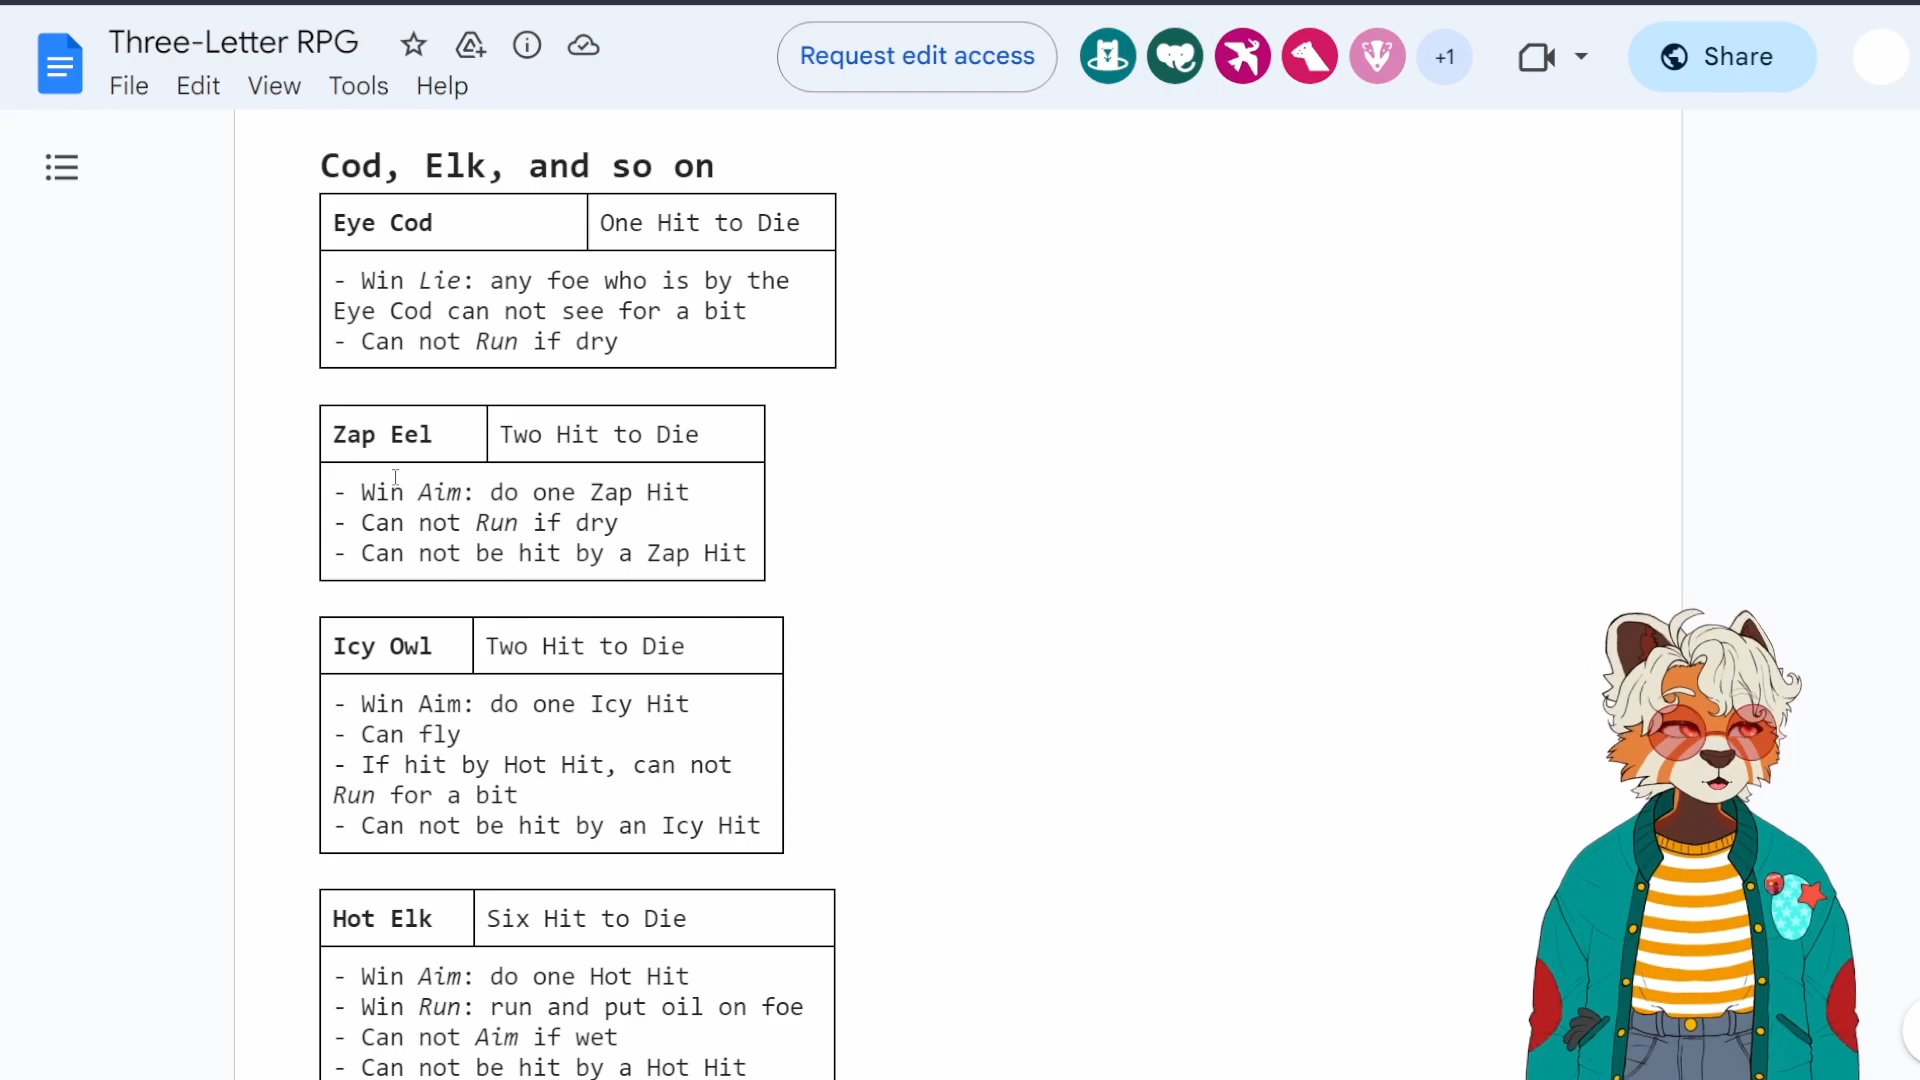 Three-Letter RPG
File Edit View Tools Help
Request edit access
+1
Share
Cod, Elk, and so on
Eye Cod
One Hit to Die
- Win Lie: any foe who is by the
Eye Cod can not see for a bit
- Can not Run if dry
Zap Eel
Two Hit to Die
- Win Aim: do one Zap Hit
- Can not Run if dry
- Can not be hit by a Zap Hit
Icy Owl
Two Hit to Die
- Win Aim: do one Icy Hit
- Can fly
- If hit by Hot Hit, can not
Run for a bit
- Can not be hit by an Icy Hit
Hot Elk
Six Hit to Die
- Win Aim: do one Hot Hit
- Win Run: run and put oil on foe
- Can not Aim if wet
- Can not be hit by a Hot Hit